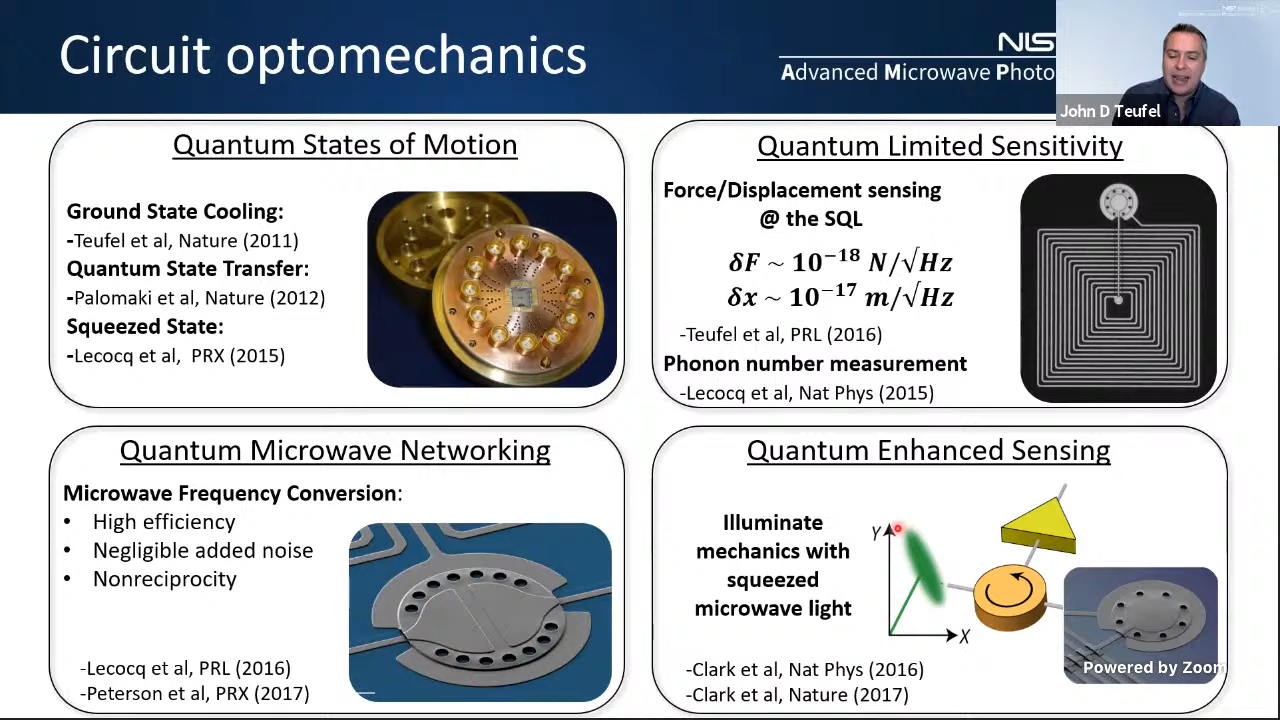 Circuit optomechanics
NIS
Advanced Microwave Photo
John D Teufel
Quantum States of Motion
Ground State Cooling:
-Teufel et al, Nature (2011)
Quantum State Transfer:
-Palomaki et al, Nature (2012)
Squeezed State:
-Lecocq et al,  PRX (2015)
Quantum Limited Sensitivity
Force/Displacement sensing
@ the SQL
δF ~ 10⁻¹⁸ N/√Hz
δx ~ 10⁻¹⁷ m/√Hz
-Teufel et al, PRL (2016)
Phonon number measurement
-Lecocq et al, Nat Phys (2015)
Quantum Microwave Networking
Microwave Frequency Conversion:
• High efficiency
• Negligible added noise
• Nonreciprocity
-Lecocq et al, PRL (2016)
-Peterson et al, PRX (2017)
Quantum Enhanced Sensing
Illuminate
mechanics with
squeezed
microwave light
Y
X
-Clark et al, Nat Phys (2016)
-Clark et al, Nature (2017)
Powered by Zoom